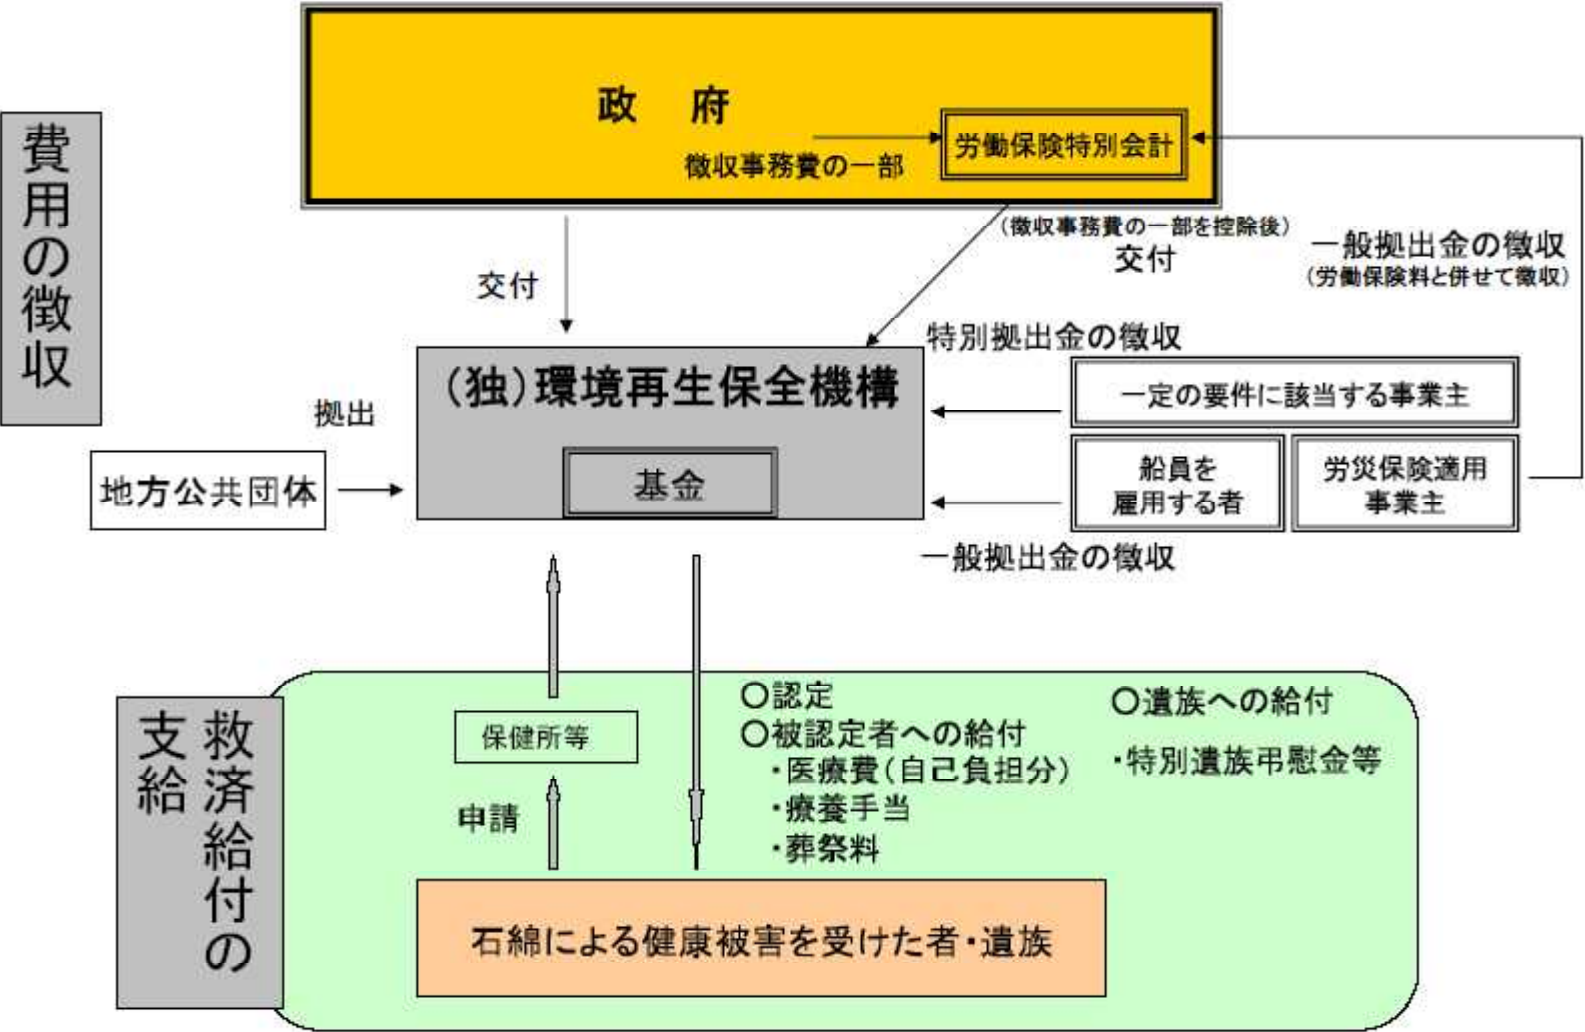 費用の徴収
政 府
労働保険特別会計
徴収事務費の一部
(徴収事務費の一部を控除後)
交付
一般拠出金の徴収
(労働保険料と併せて徴収)
交付
特別拠出金の徴収
(独)環境再生保全機構
一定の要件に該当する事業主
拠出
地方公共団体
基金
船員を
雇用する者
労災保険適用
事業主
一般拠出金の徴収
救済給付の
支給
保健所等
申請
○認定
○被認定者への給付
・医療費(自己負担分)
・療養手当
・葬祭料
○遺族への給付
・特別遺族弔慰金等
石綿による健康被害を受けた者・遺族